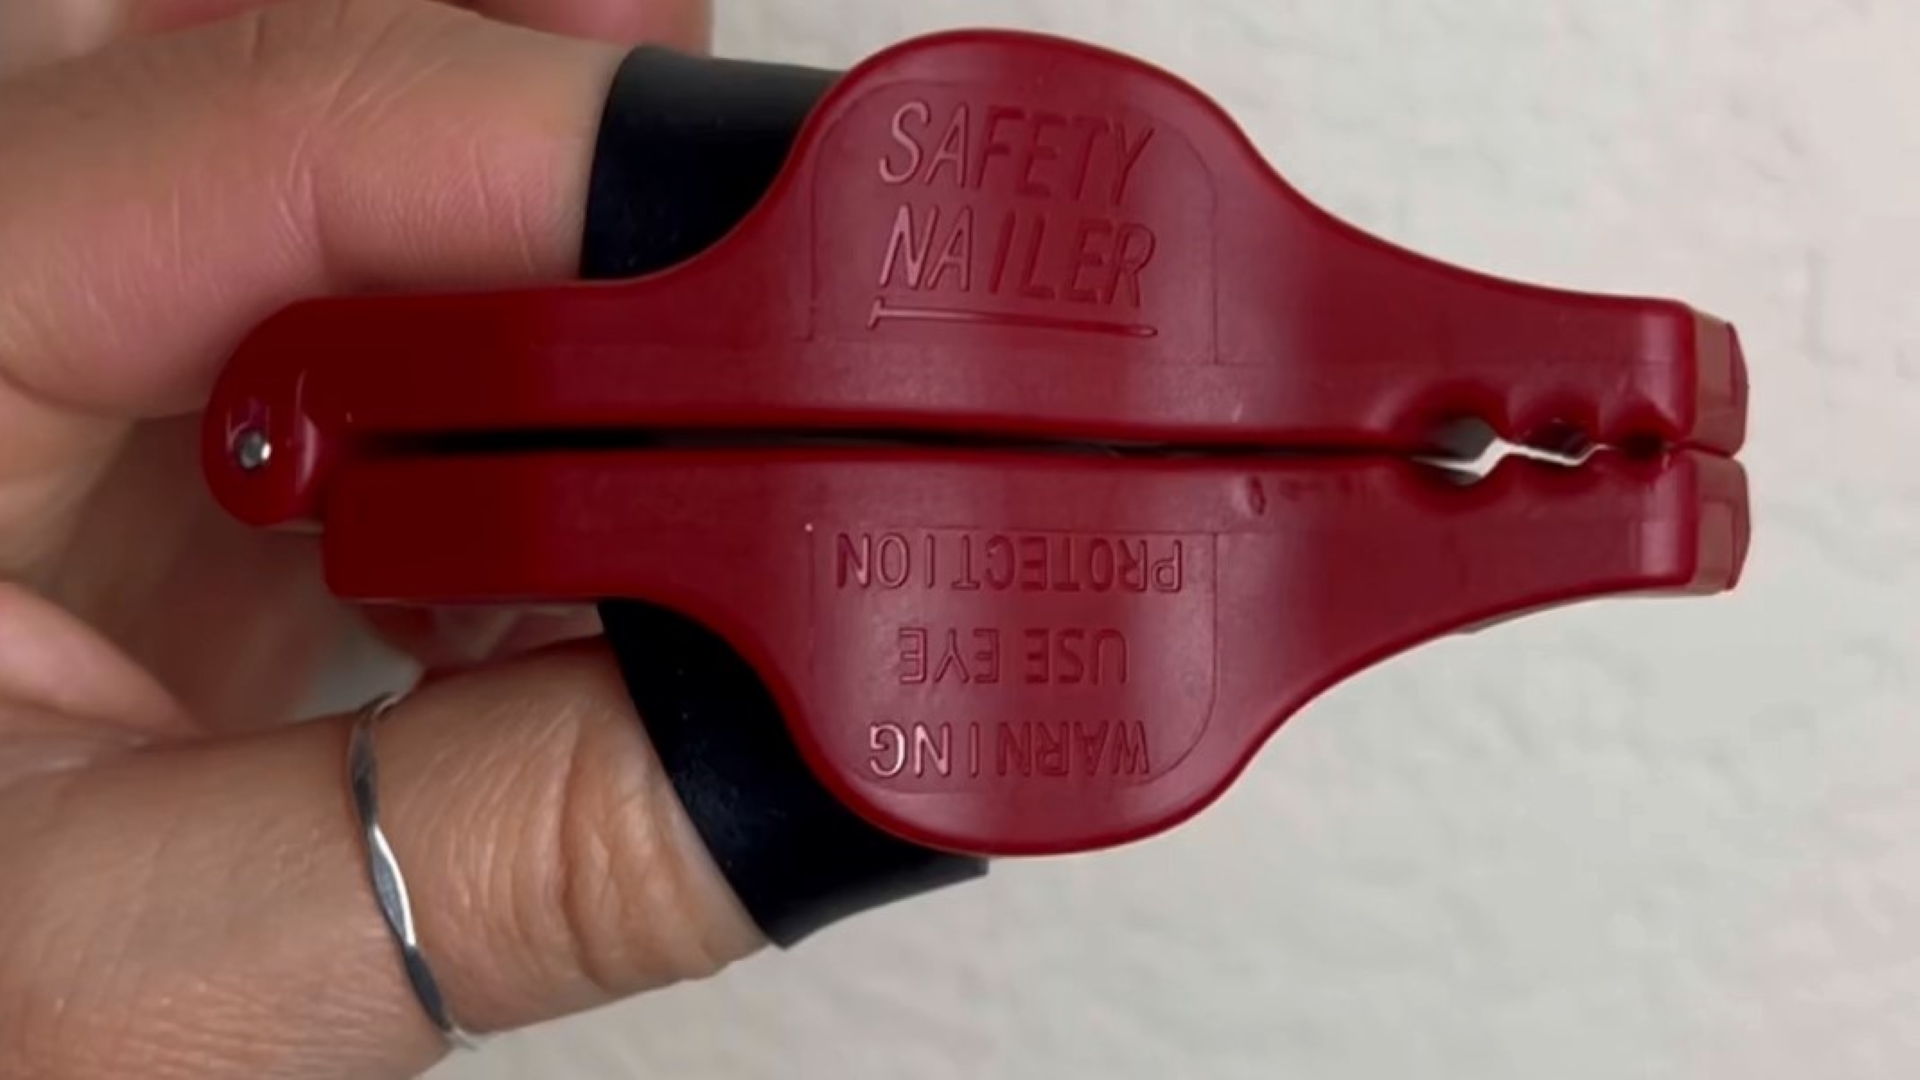 SAFETY
NAILER
WARNING
USE EYE
PROTECTION